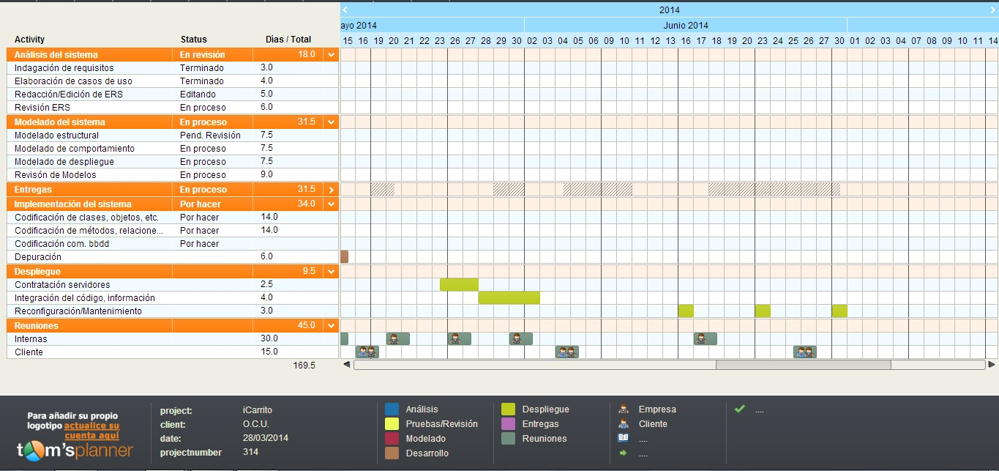 2014
ayo 2014 Junio 2014
Activity Status Días / Total 15 16 19 20 21 22 23 26 27 28 29 30 02 03 04 05 06 09 10 11 12 13 16 17 18 19 20 23 24 25 26 27 30 01 02 03 04 07 08 09 10 11 14
Análisis del sistema En revisión 18.0
Indagación de requisitos Terminado 3.0
Elaboración de casos de uso Terminado 4.0
Redacción/Edición de ERS Editando 5.0
Revisión ERS En proceso 6.0
Modelado del sistema En proceso 31.5
Modelado estructural Pend. Revisión 7.5
Modelado de comportamiento En proceso 7.5
Modelado de despliegue En proceso 7.5
Revisón de Modelos En proceso 9.0
Entregas En proceso 31.5
Implementación del sistema Por hacer 34.0
Codificación de clases, objetos, etc. Por hacer 14.0
Codificación de métodos, relacione... Por hacer 14.0
Codificación com. bbdd Por hacer
Depuración 6.0
Despliegue 9.5
Contratación servidores 2.5
Integración del código, información 4.0
Reconfiguración/Mantenimiento 3.0
Reuniones 45.0
Internas 30.0
Cliente 15.0
169.5
Para añadir su propio
logotipo actualice su
cuenta aquí
tom'splanner
project: iCarrito
client: O.C.U.
date: 28/03/2014
projectnumber 314
Análisis
Pruebas/Revisión
Modelado
Desarrollo
Despliegue
Entregas
Reuniones
Empresa
Cliente
....
....
....